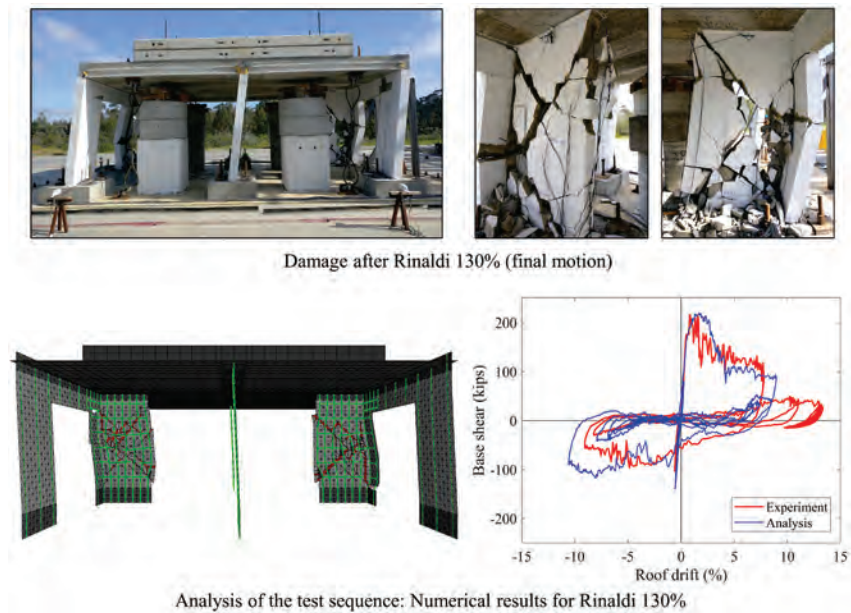 Damage after Rinaldi 130% (final motion)
Base shear (kips)
200
100
0
-100
-200
Experiment
Analysis
-15
-10
-5
0
5
10
15
Roof drift (%)
Analysis of the test sequence: Numerical results for Rinaldi 130%